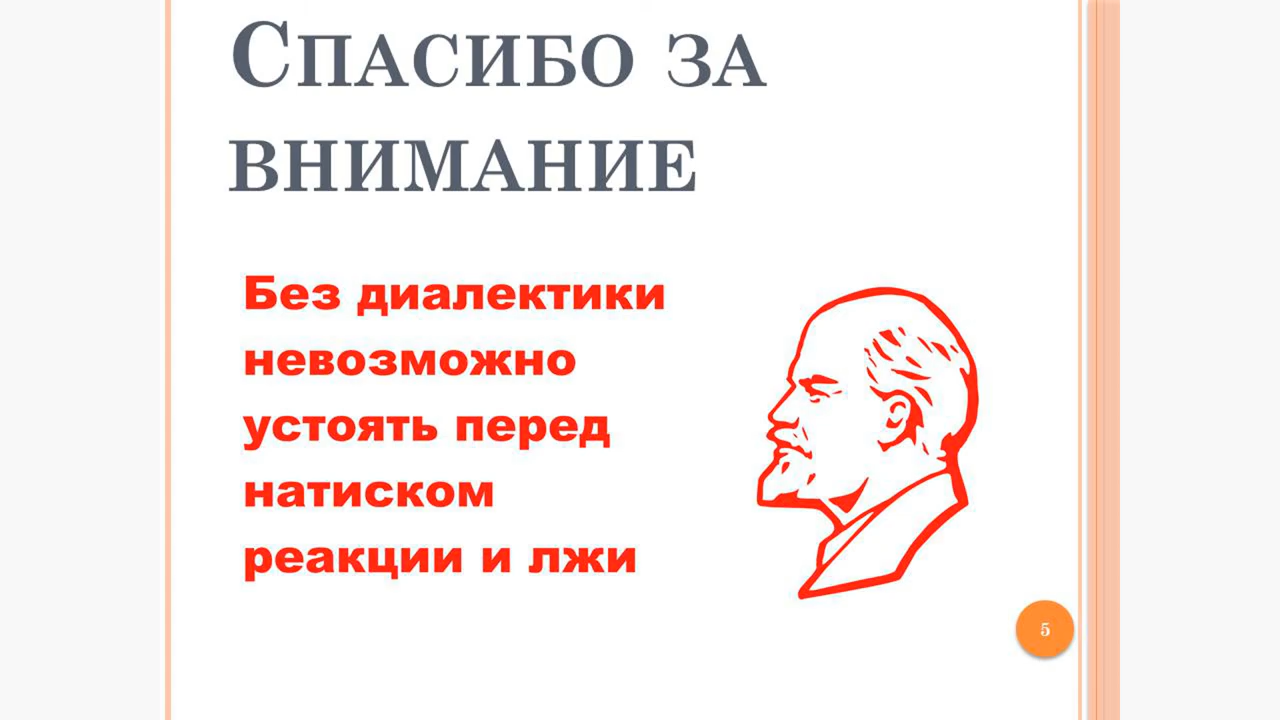 Спасибо за
внимание
Без диалектики
невозможно
устоять перед
натиском
реакции и лжи
5